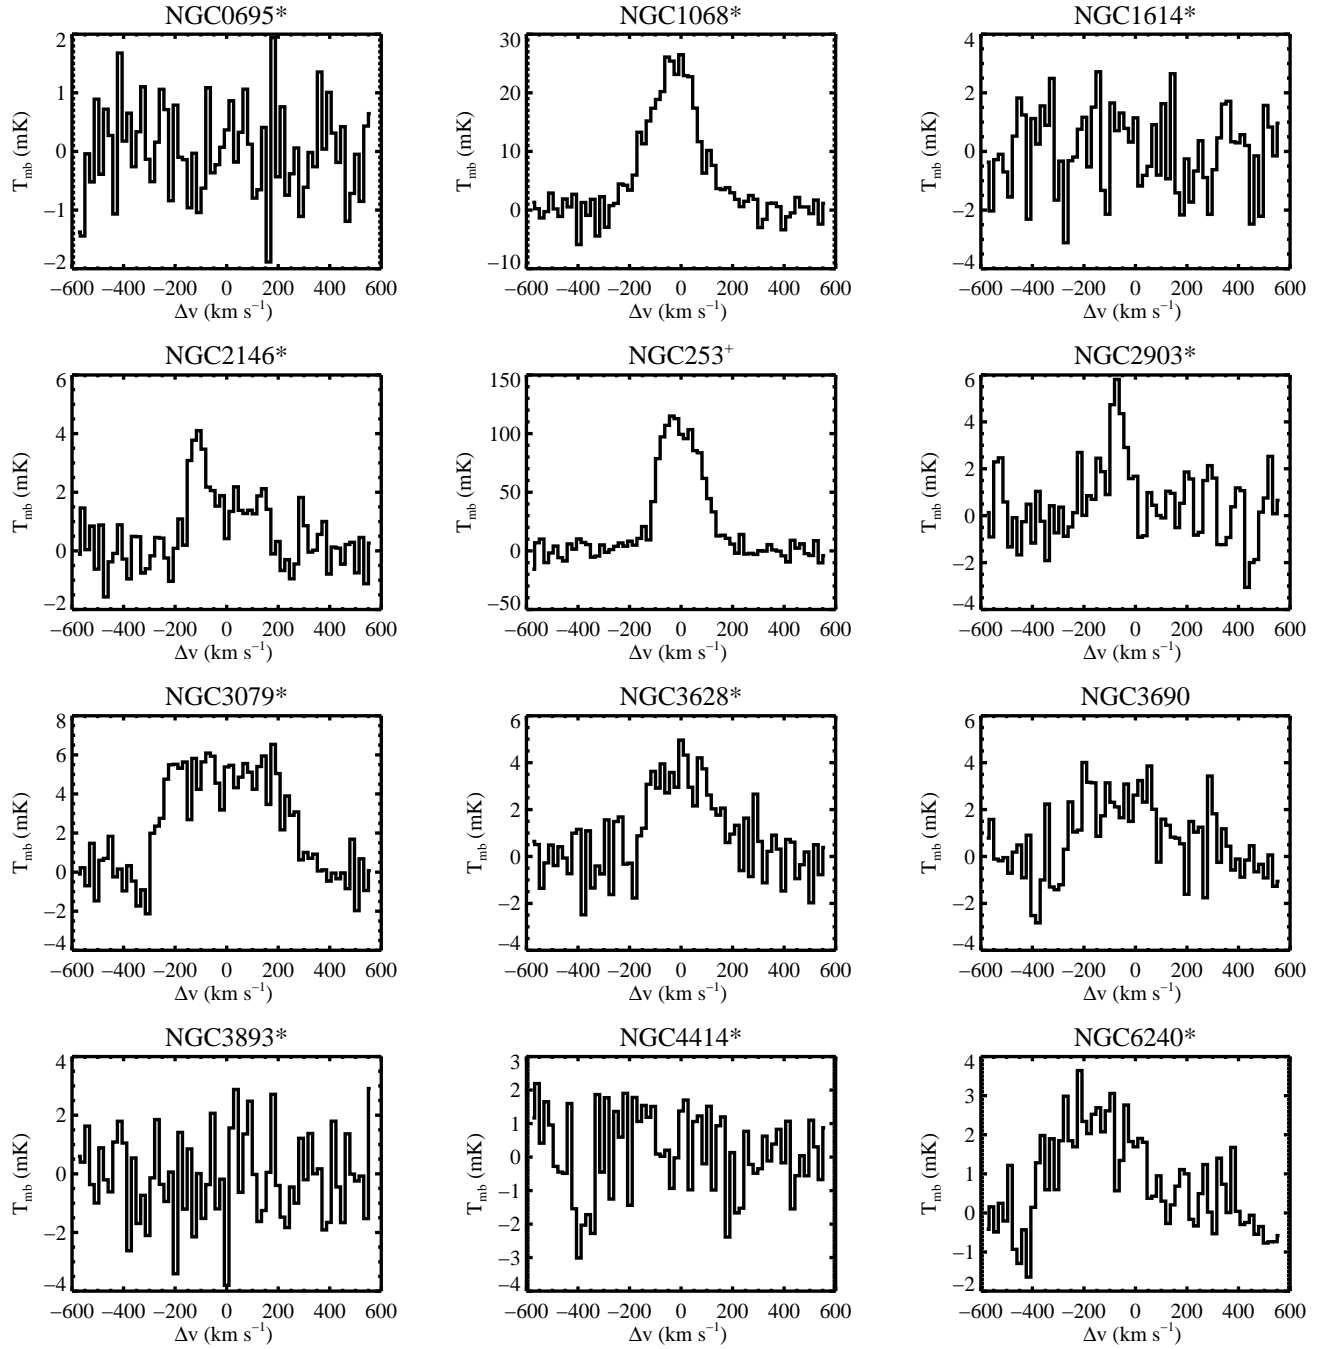 NGC0695* NGC1068* NGC1614*
2 1 0 −1 −2
T_mb (mK)
−600 −400 −200 0 200 400 600
Δv (km s⁻¹)
30 20 10 0 −10
T_mb (mK)
−600 −400 −200 0 200 400 600
Δv (km s⁻¹)
4 2 0 −2 −4
T_mb (mK)
−600 −400 −200 0 200 400 600
Δv (km s⁻¹)
NGC2146* NGC253⁺ NGC2903*
6 4 2 0 −2
T_mb (mK)
−600 −400 −200 0 200 400 600
Δv (km s⁻¹)
150 100 50 0 −50
T_mb (mK)
−600 −400 −200 0 200 400 600
Δv (km s⁻¹)
6 4 2 0 −2 −4
T_mb (mK)
−600 −400 −200 0 200 400 600
Δv (km s⁻¹)
NGC3079* NGC3628* NGC3690
8 6 4 2 0 −2 −4
T_mb (mK)
−600 −400 −200 0 200 400 600
Δv (km s⁻¹)
6 4 2 0 −2 −4
T_mb (mK)
−600 −400 −200 0 200 400 600
Δv (km s⁻¹)
6 4 2 0 −2 −4
T_mb (mK)
−600 −400 −200 0 200 400 600
Δv (km s⁻¹)
NGC3893* NGC4414* NGC6240*
4 2 0 −2 −4
T_mb (mK)
−600 −400 −200 0 200 400 600
Δv (km s⁻¹)
3 2 1 0 −1 −2 −3 −4
T_mb (mK)
−600 −400 −200 0 200 400 600
Δv (km s⁻¹)
4 3 2 1 0 −1 −2
T_mb (mK)
−600 −400 −200 0 200 400 600
Δv (km s⁻¹)